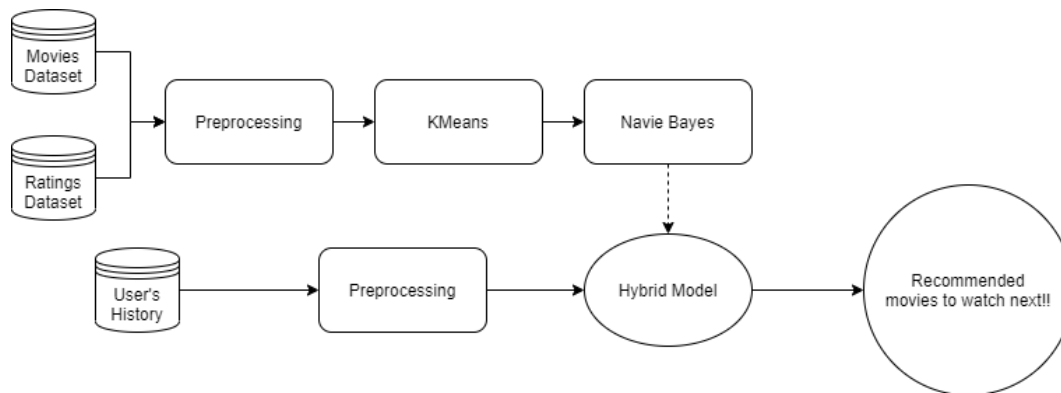 Movies
Dataset
Preprocessing
KMeans
Navie Bayes
Ratings
Dataset
User's
History
Preprocessing
Hybrid Model
Recommended
movies to watch next!!